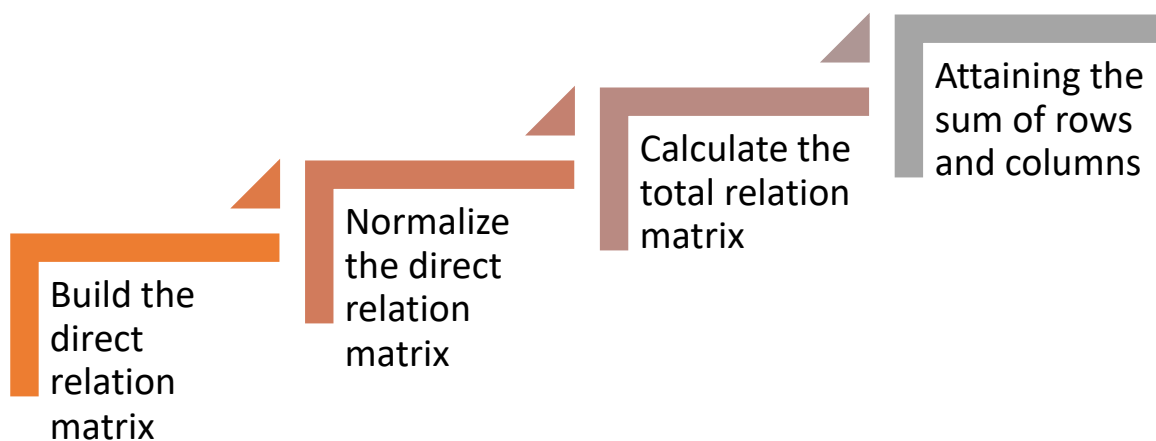 Build the
direct
relation
matrix
Normalize
the direct
relation
matrix
Calculate the
total relation
matrix
Attaining the
sum of rows
and columns